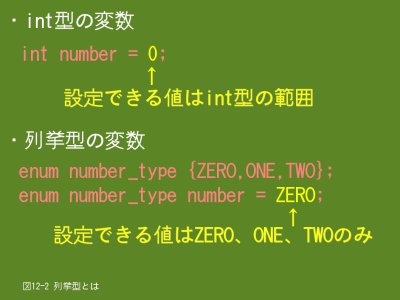 ・int型の変数
int number = 0;
↑
設定できる値はint型の範囲
・列挙型の変数
enum number_type {ZERO,ONE,TWO};
enum number_type number = ZERO;
↑
設定できる値はZERO、ONE、TWOのみ
図12-2 列挙型とは